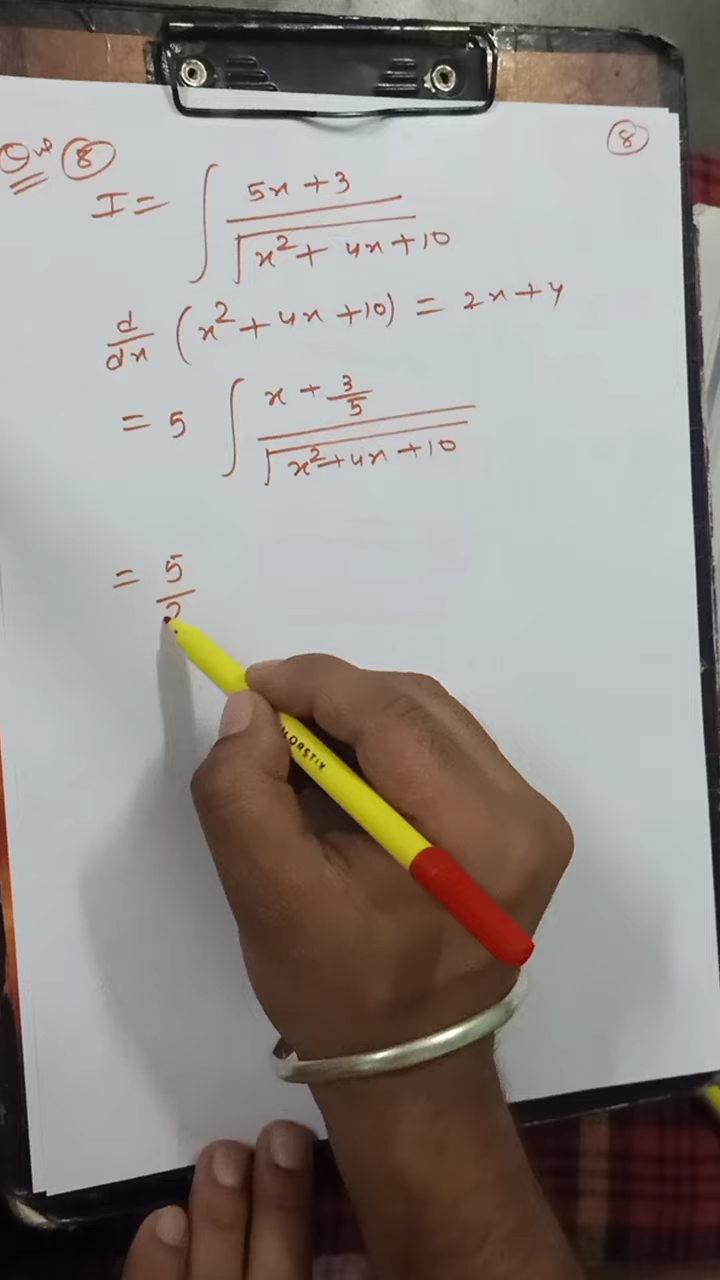 Que (8)
(8)
I = ∫ 5x + 3 / √x² + 4x + 10
d/dx (x² + 4x + 10) = 2x + 4
= 5 ∫ x + 3/5 / √x² + 4x + 10
= 5/2